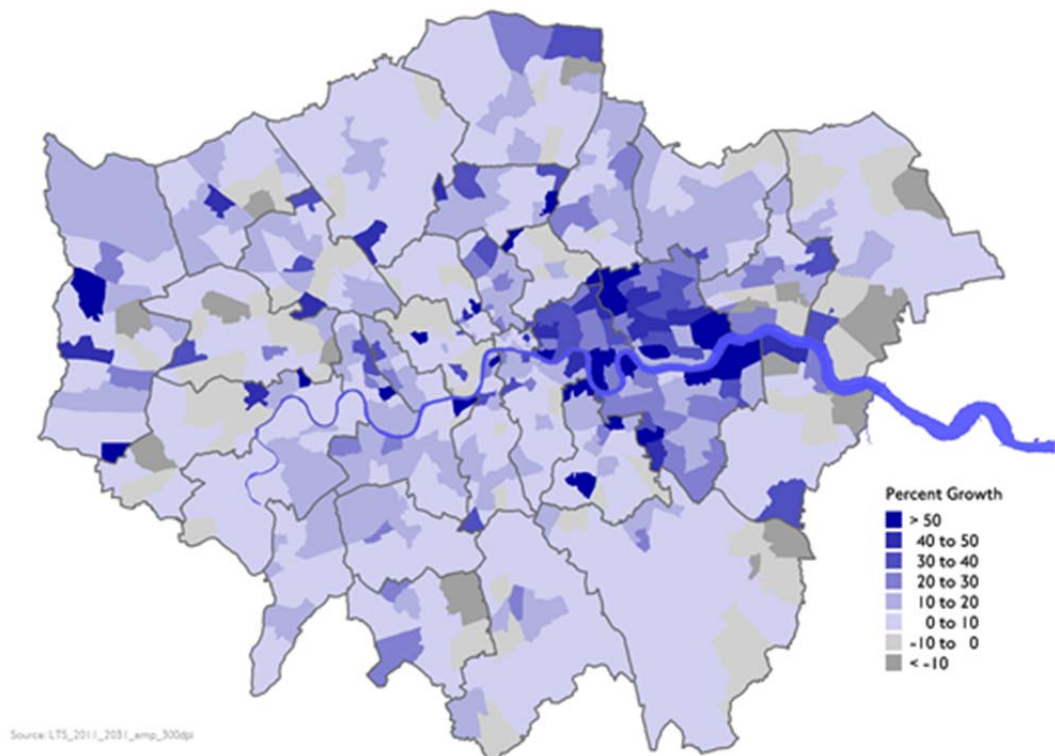 Percent Growth
> 50
40 to 50
30 to 40
20 to 30
10 to 20
0 to 10
-10 to 0
< -10
Source: LTS_2011_2031_emp_300dpi